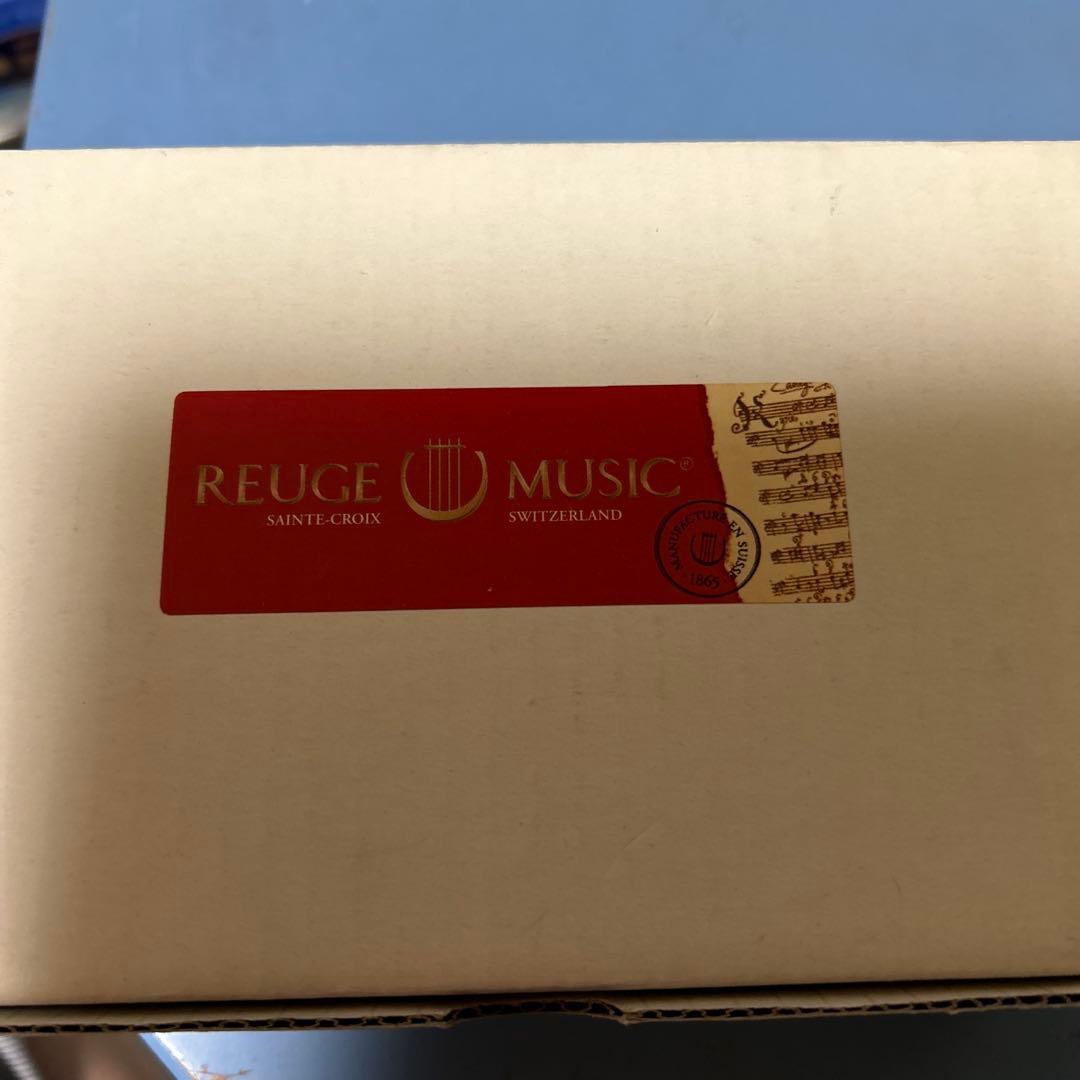 REUGE MUSIC®
SAINTE-CROIX SWITZERLAND
MANUFACTURE EN SUISSE
1865